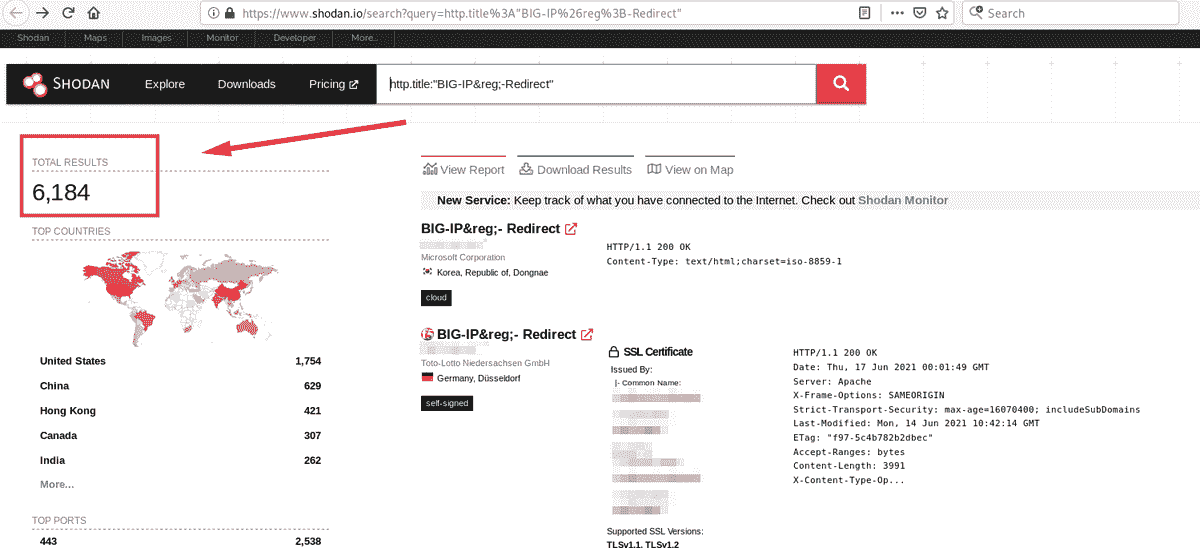 https://www.shodan.io/search?query=http.title%3A"BIG-IP%26reg%3B-Redirect"
Search
Shodan Maps Images Monitor Developer More...
SHODAN Explore Downloads Pricing http.title:"BIG-IP&reg;-Redirect"
TOTAL RESULTS
6,184
TOP COUNTRIES
United States 1,754
China 629
Hong Kong 421
Canada 307
India 262
More...
TOP PORTS
443 2,538
View Report Download Results View on Map
New Service: Keep track of what you have connected to the Internet. Check out Shodan Monitor
BIG-IP&reg;- Redirect
Microsoft Corporation
Korea, Republic of, Dongnae
cloud
HTTP/1.1 200 OK
Content-Type: text/html;charset=iso-8859-1
BIG-IP&reg;- Redirect
Toto-Lotto Niedersachsen GmbH
Germany, Düsseldorf
self-signed
SSL Certificate
Issued By:
|- Common Name:
Supported SSL Versions:
TLSv1.1, TLSv1.2
HTTP/1.1 200 OK
Date: Thu, 17 Jun 2021 00:01:49 GMT
Server: Apache
X-Frame-Options: SAMEORIGIN
Strict-Transport-Security: max-age=16070400; includeSubDomains
Last-Modified: Mon, 14 Jun 2021 10:42:14 GMT
ETag: "f97-5c4b782b2dbec"
Accept-Ranges: bytes
Content-Length: 3991
X-Content-Type-Op...